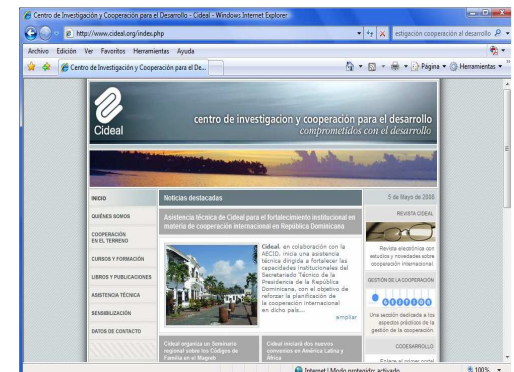 Centro de Investigación y Cooperación para el Desarrollo - Cideal - Windows Internet Explorer
http://www.cideal.org/index.php
estigación cooperación al desarrollo
Archivo Edición Ver Favoritos Herramientas Ayuda
Centro de Investigación y Cooperación para el De...
Página
Herramientas
Cideal
centro de investigacion y cooperación para el desarrollo
comprometidos con el desarrollo
INICIO
QUIÉNES SOMOS
COOPERACIÓN
EN EL TERRENO
CURSOS Y FORMACIÓN
LIBROS Y PUBLICACIONES
ASISTENCIA TÉCNICA
SENSIBILIZACIÓN
DATOS DE CONTACTO
Noticias destacadas
Asistencia técnica de Cideal para el fortalecimiento institucional en
materia de cooperación internacional en República Dominicana
Cideal, en colaboración con la
AECID, inicia una asistencia
técnica dirigida a fortalecer las
capacidades institucionales del
Secretariado Técnico de la
Presidencia de la República
Dominicana, con el objetivo de
reforzar la planificación de
la cooperación internacional
en dicho país...
ampliar
Cideal organiza un Seminario
regional sobre los Códigos de
Familia en el Magreb
Cideal iniciará dos nuevos
convenios en América Latina y
África
5 de Mayo de 2008
REVISTA CIDEAL
Revista electrónica con
estudios y novedades sobre
cooperación internacional.
GESTIÓN DE LA COOPERACIÓN
GESTIÓN
Una sección dedicada a los
aspectos prácticos de la
gestión de la cooperación.
CODESARROLLO
Enlace al primer portal
Internet | Modo protegido: activado
100%